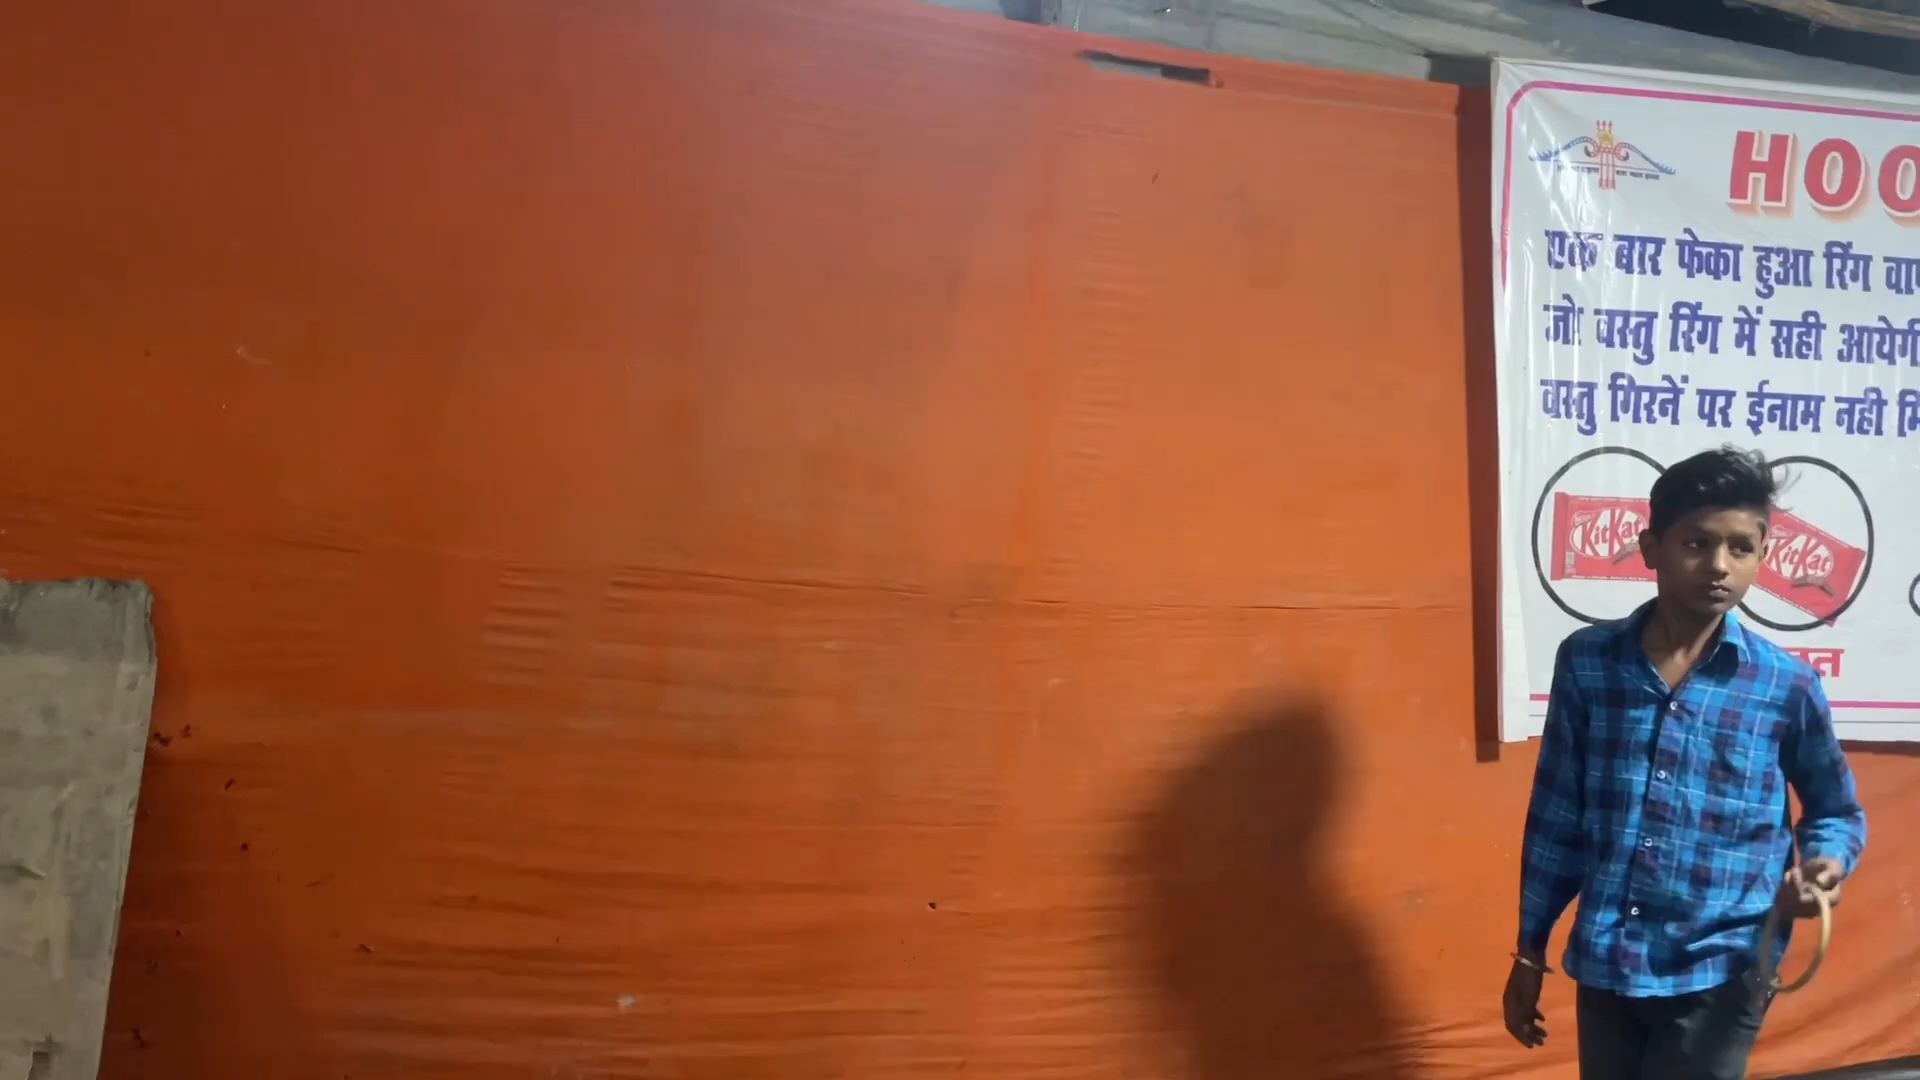 HOO
एक बार फेका हुआ रिंग वाप
जो वस्तु रिंग में सही आयेगी
वस्तु गिरनें पर ईनाम नही मि
KitKat
KitKat